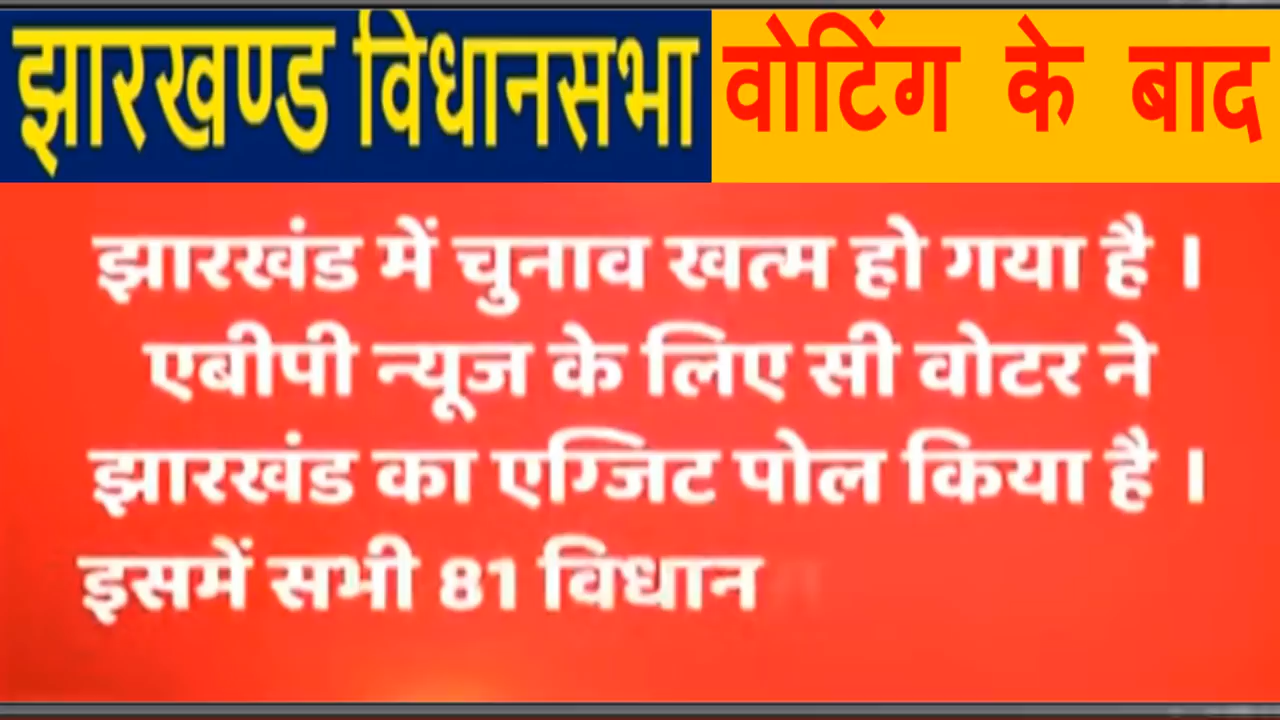 झारखण्ड विधानसभा वोटिंग के बाद
झारखंड में चुनाव खत्म हो गया है ।
एबीपी न्यूज के लिए सी वोटर ने
झारखंड का एग्जिट पोल किया है ।
इसमें सभी 81 विधान